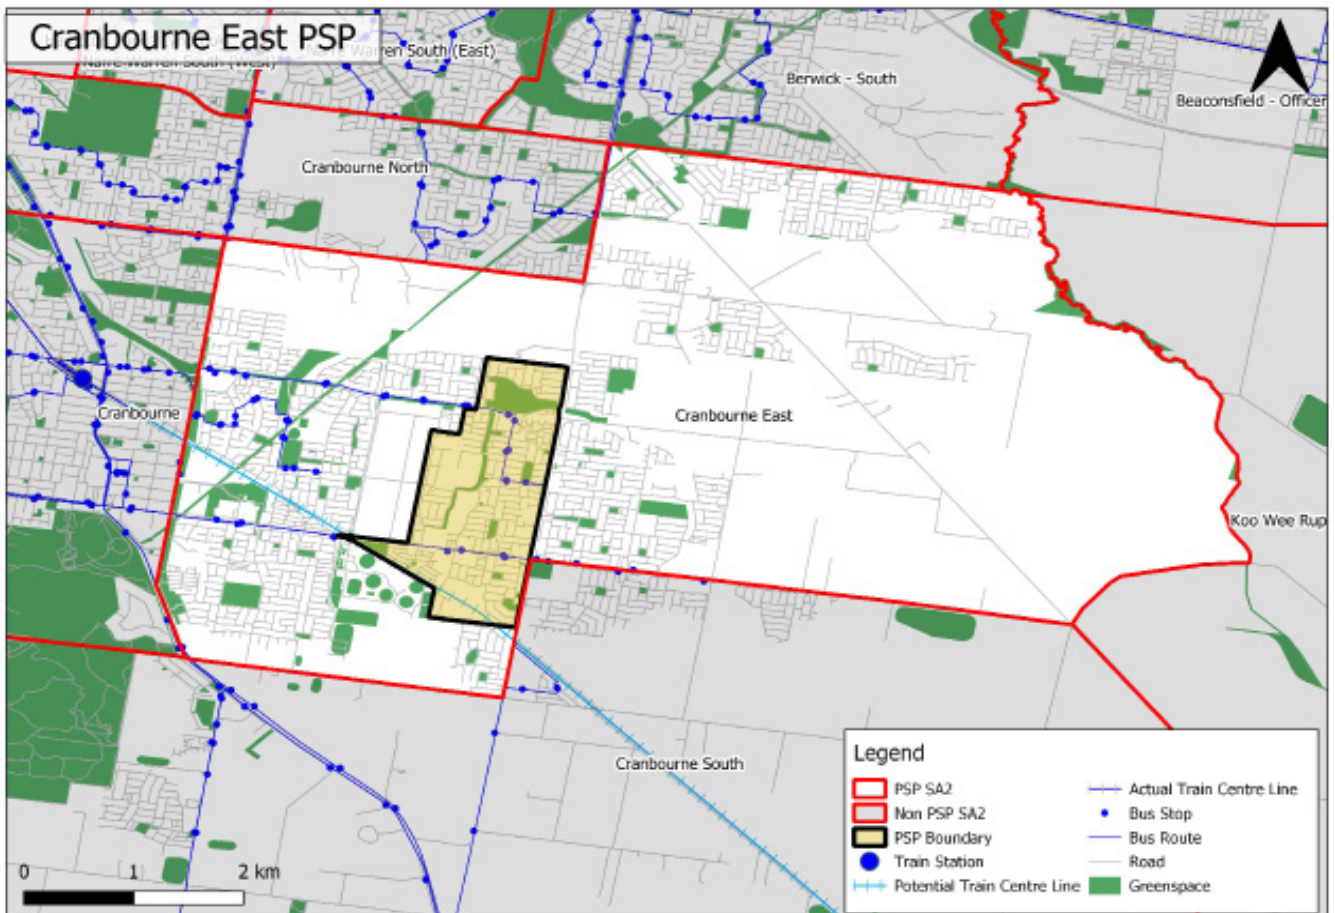 Cranbourne East PSP
Narre Warren South (East)
Narre Warren South (West)
Berwick - South
Beaconsfield - Officer
Cranbourne North
Cranbourne
Cranbourne East
Koo Wee Rup
Cranbourne South
0 1 2 km
Legend
PSP SA2
Non PSP SA2
PSP Boundary
Train Station
Potential Train Centre Line
Actual Train Centre Line
Bus Stop
Bus Route
Road
Greenspace